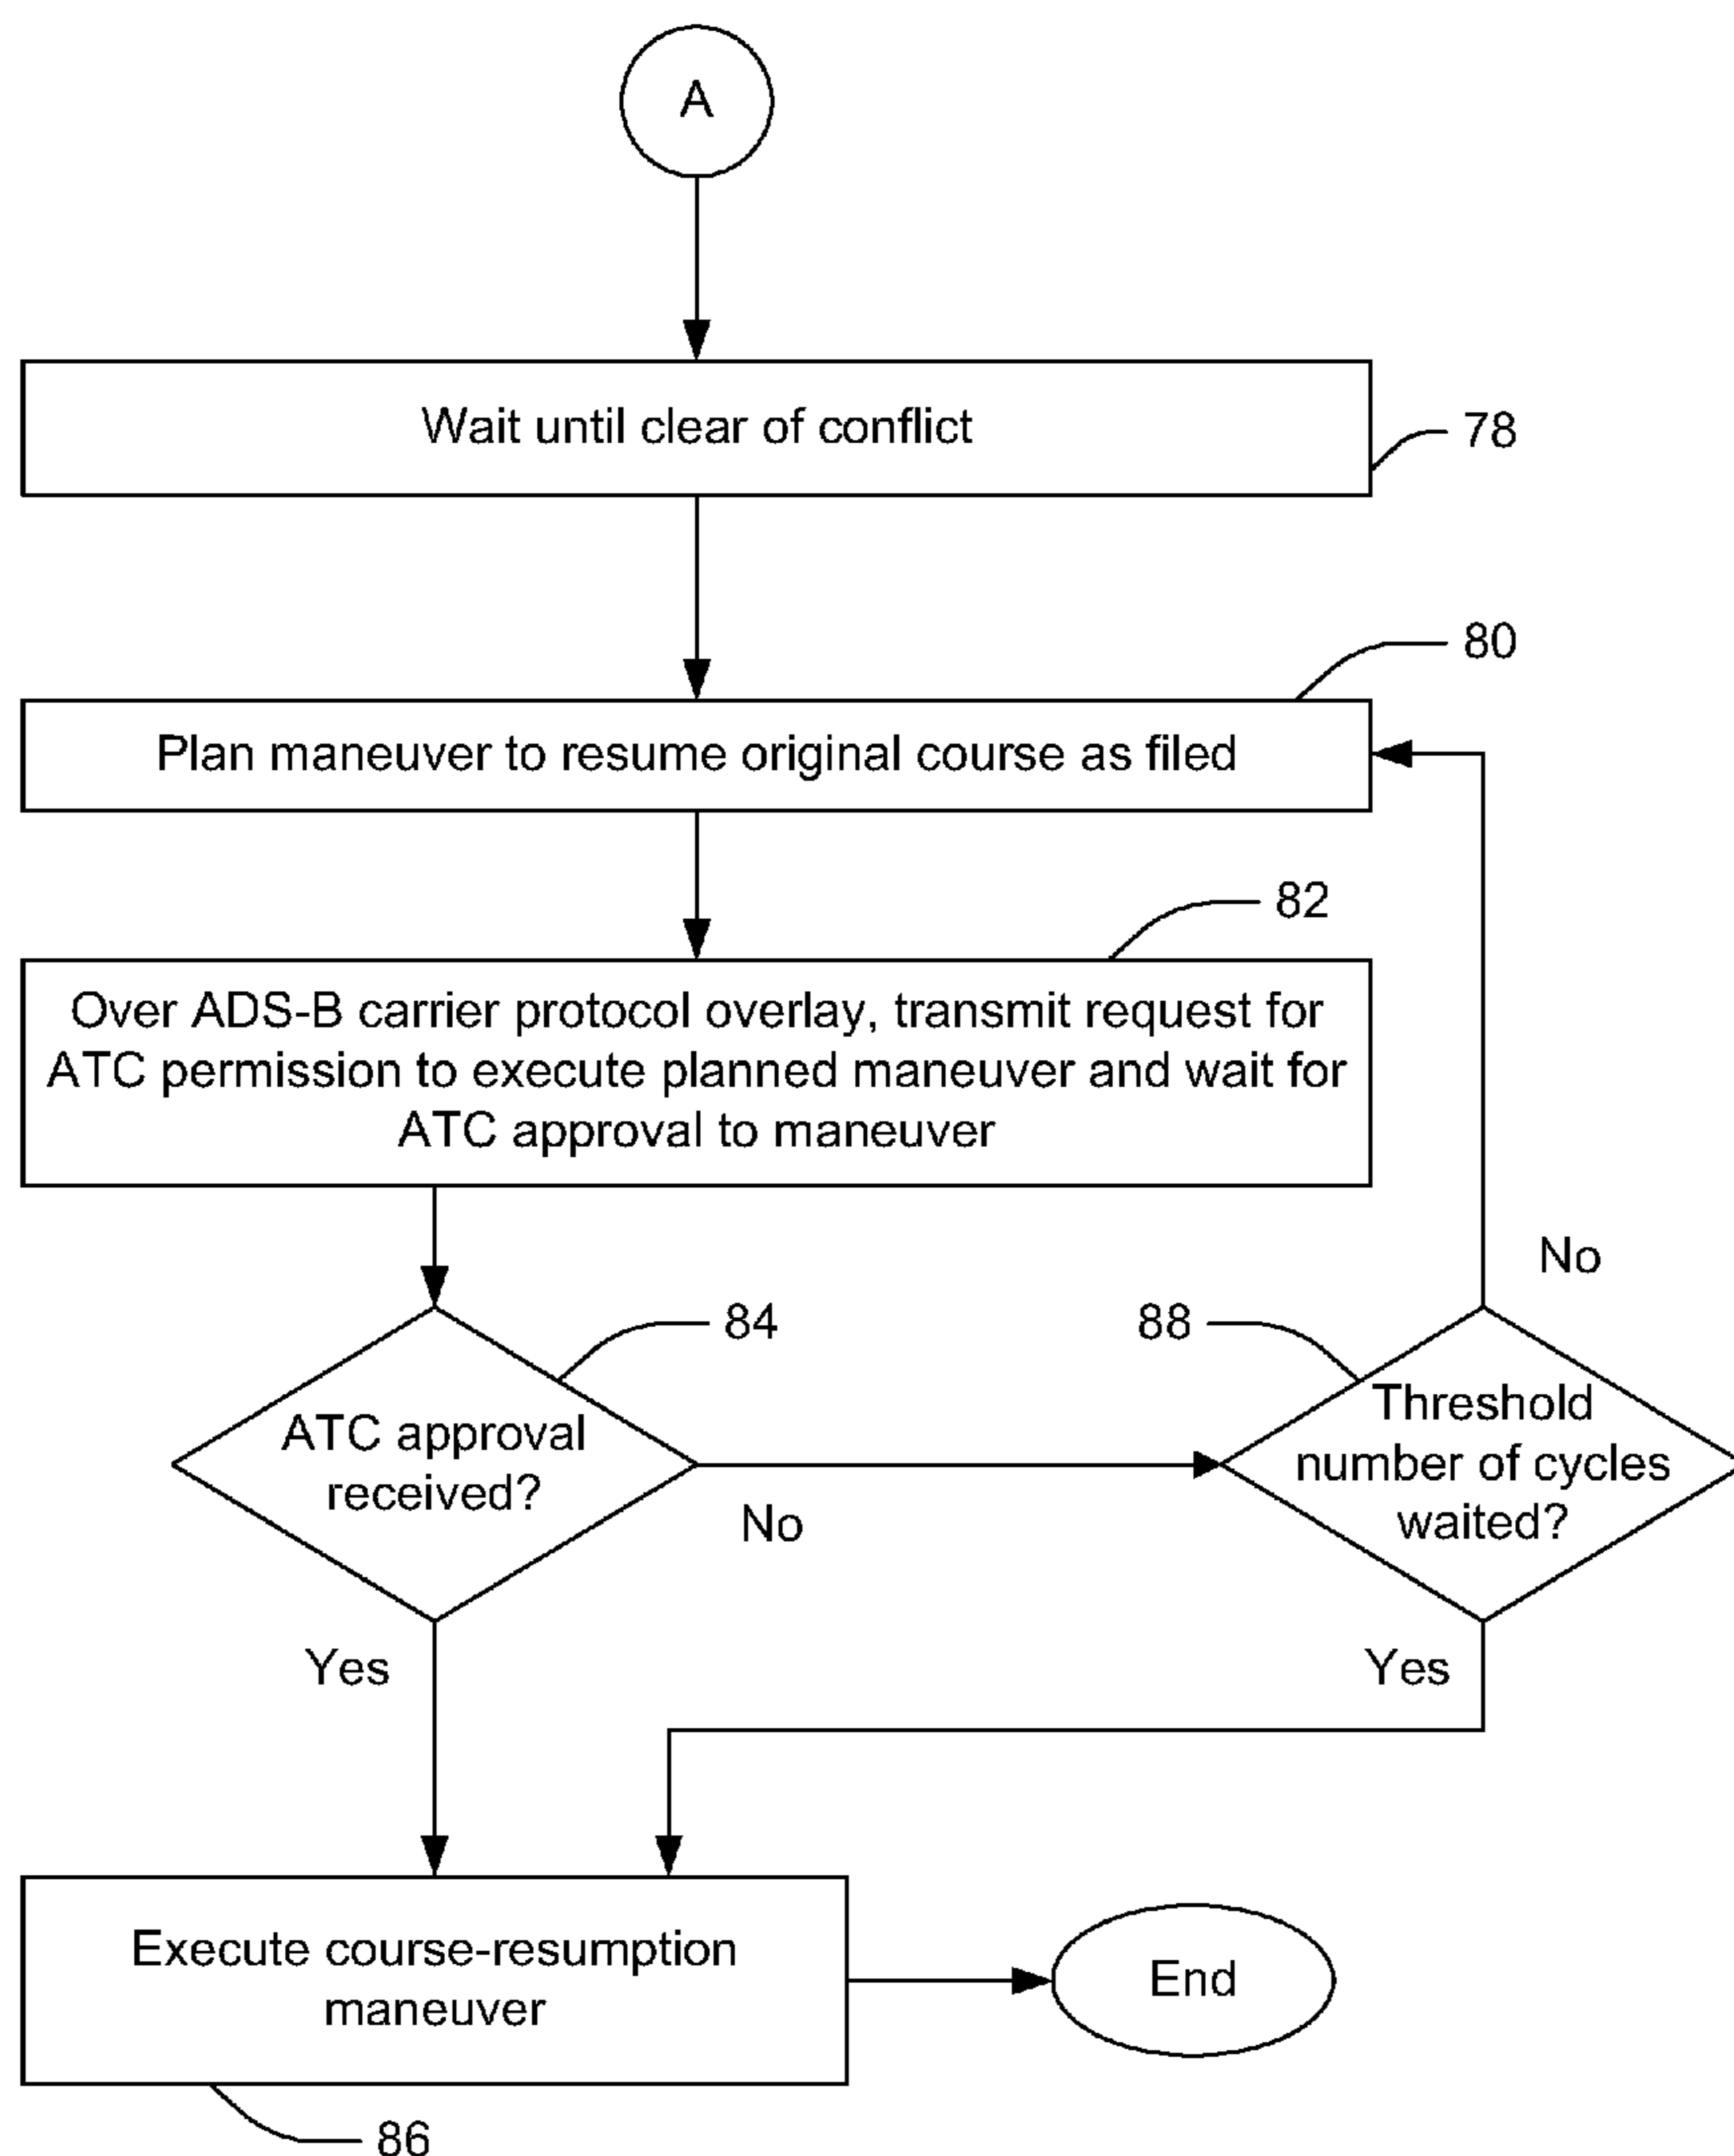 A
Wait until clear of conflict
78
80
Plan maneuver to resume original course as filed
82
Over ADS-B carrier protocol overlay, transmit request for
ATC permission to execute planned maneuver and wait for
ATC approval to maneuver
No
84
88
ATC approval
received?
Threshold
number of cycles
waited?
No
Yes
Yes
Execute course-resumption
maneuver
End
86